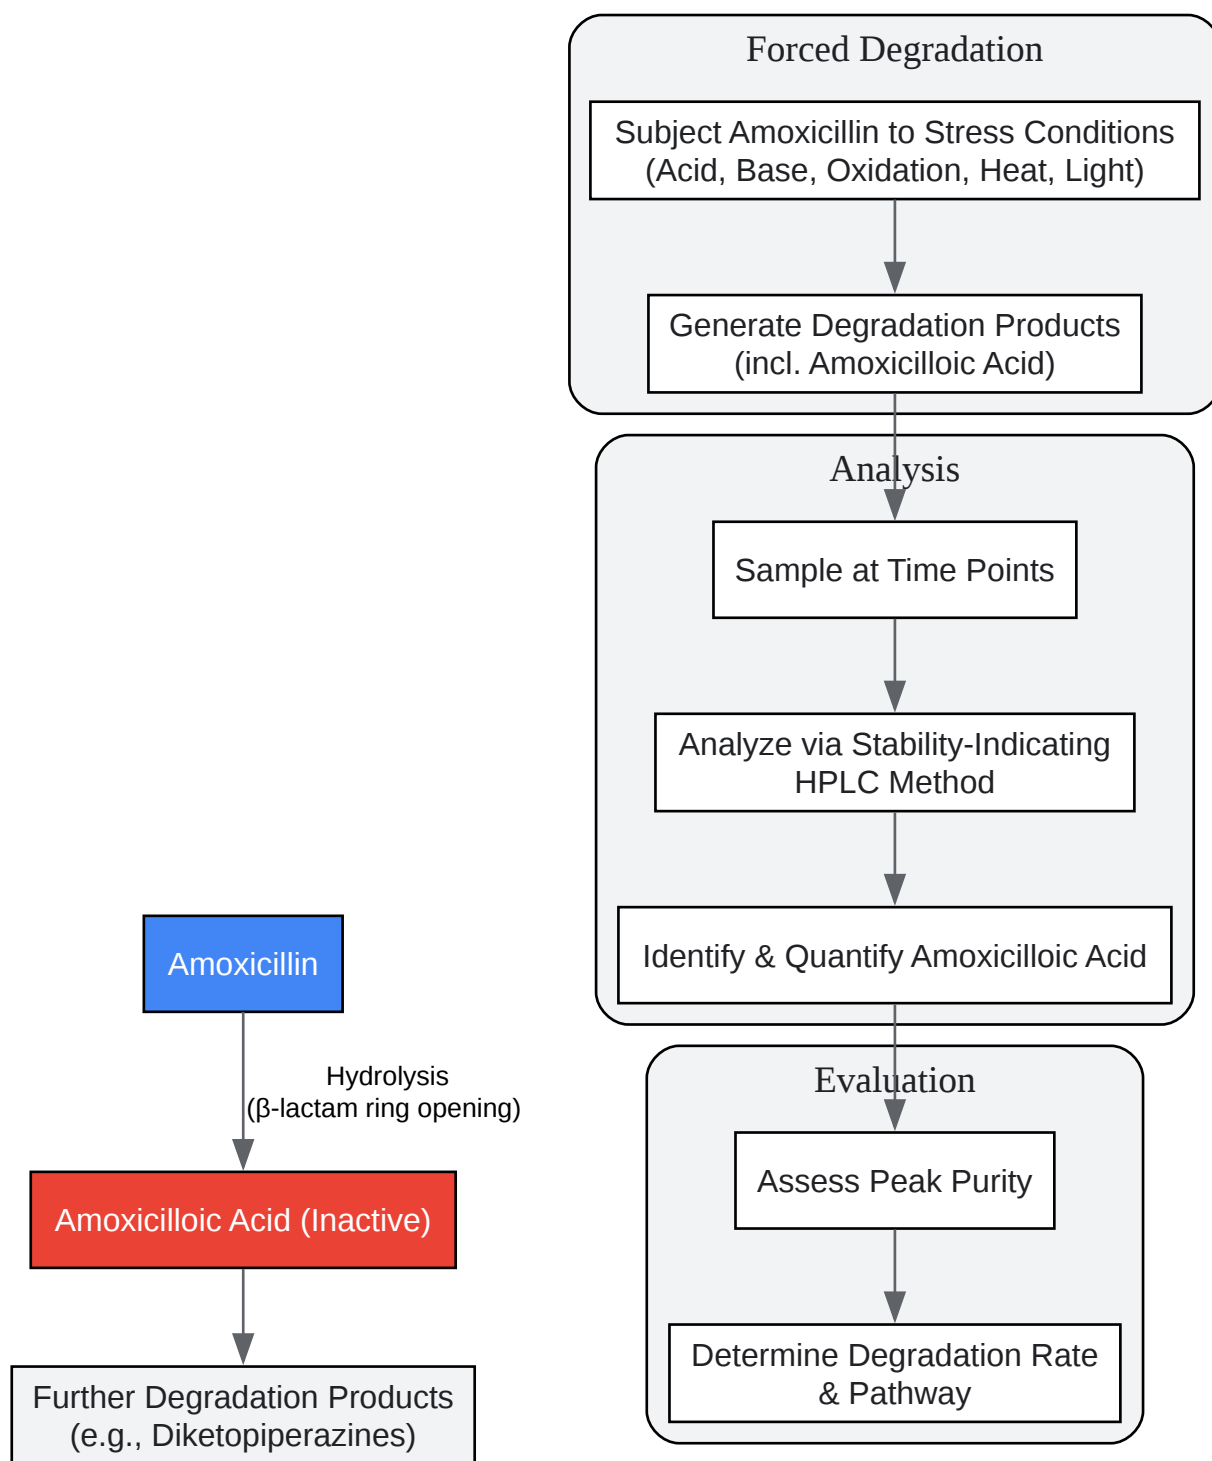 Forced Degradation
Subject Amoxicillin to Stress Conditions
(Acid, Base, Oxidation, Heat, Light)
Generate Degradation Products
(incl. Amoxicilloic Acid)
Analysis
Sample at Time Points
Analyze via Stability-Indicating
HPLC Method
Identify & Quantify Amoxicilloic Acid
Evaluation
Assess Peak Purity
Determine Degradation Rate
& Pathway
Amoxicillin
Hydrolysis
(β-lactam ring opening)
Amoxicilloic Acid (Inactive)
Further Degradation Products
(e.g., Diketopiperazines)